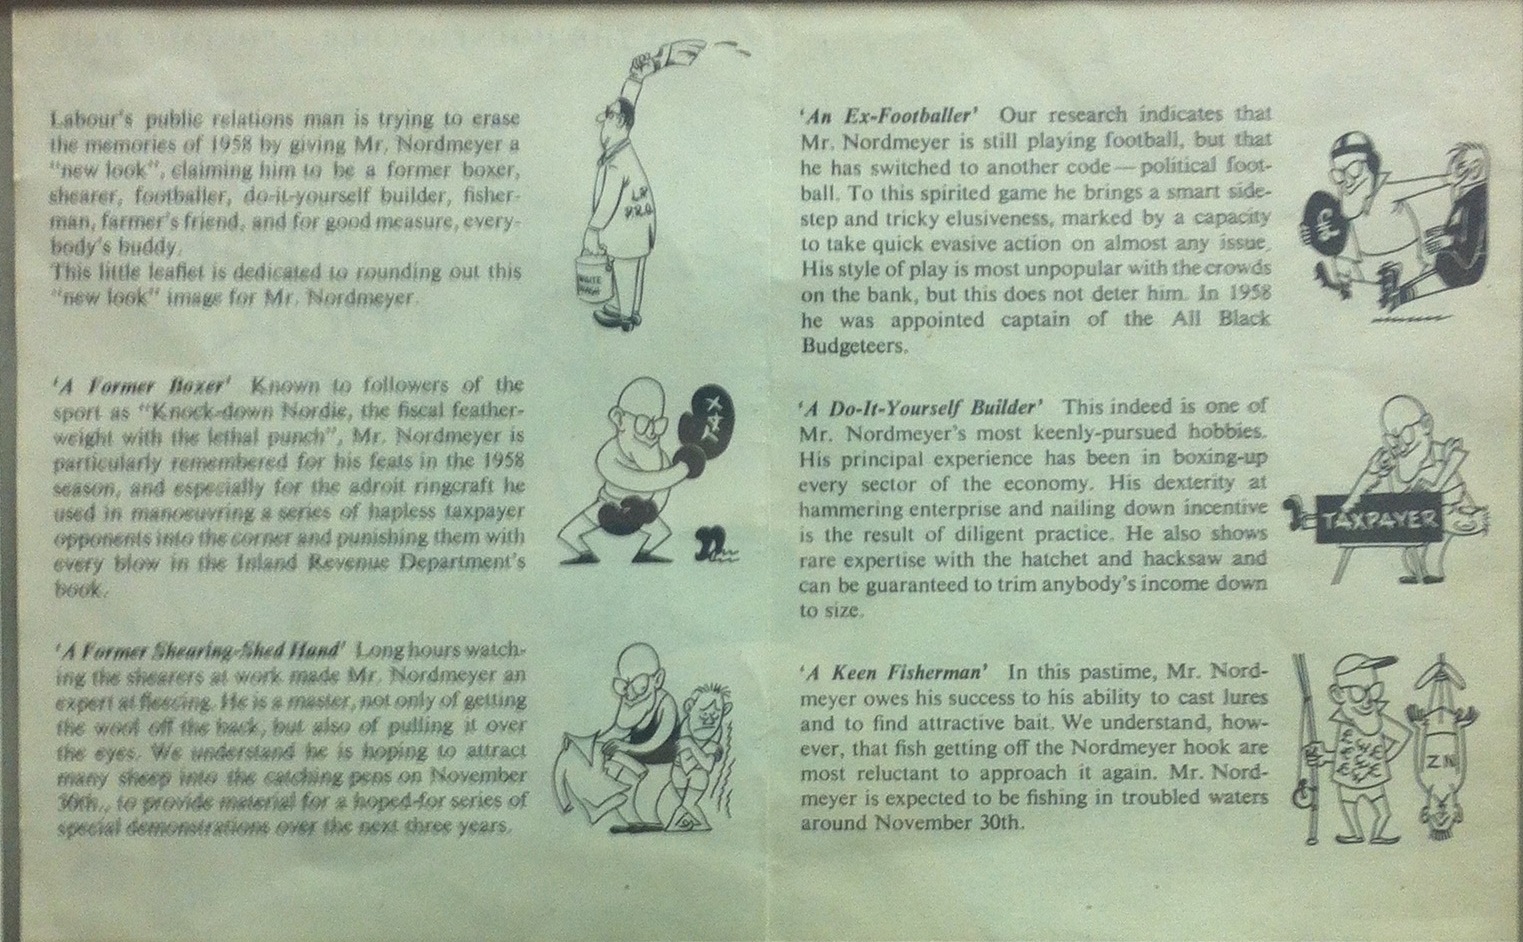 Labour's public relations man is trying to erase
the memories of 1958 by giving Mr. Nordmeyer a
"new look", claiming him to be a former boxer,
shearer, footballer, do-it-yourself builder, fisher-
man, farmer's friend, and for good measure, every-
body's buddy.
This little leaflet is dedicated to rounding out this
"new look" image for Mr. Nordmeyer.
'A Former Boxer' Known to followers of the
sport as "Knock-down Nordie, the fiscal feather-
weight with the lethal punch", Mr. Nordmeyer is
particularly remembered for his feats in the 1958
season, and especially for the adroit ringcraft he
used in manoeuvring a series of hapless taxpayer
opponents into the corner and punishing them with
every blow in the Inland Revenue Department's
book.
'A Former Shearing-Shed Hand' Long hours watch-
ing the shearers at work made Mr. Nordmeyer an
expert at fleecing. He is a master, not only of getting
the wool off the back, but also of pulling it over
the eyes. We understand he is hoping to attract
many sheep into the catching pens on November
30th., to provide material for a hoped-for series of
special demonstrations over the next three years.
'An Ex-Footballer' Our research indicates that
Mr. Nordmeyer is still playing football, but that
he has switched to another code — political foot-
ball. To this spirited game he brings a smart side-
step and tricky elusiveness, marked by a capacity
to take quick evasive action on almost any issue.
His style of play is most unpopular with the crowds
on the bank, but this does not deter him. In 1958
he was appointed captain of the All Black
Budgeteers.
£
'A Do-It-Yourself Builder' This indeed is one of
Mr. Nordmeyer's most keenly-pursued hobbies.
His principal experience has been in boxing-up
every sector of the economy. His dexterity at
hammering enterprise and nailing down incentive
is the result of diligent practice. He also shows
rare expertise with the hatchet and hacksaw and
can be guaranteed to trim anybody's income down
to size.
TAXPAYER
'A Keen Fisherman' In this pastime, Mr. Nord-
meyer owes his success to his ability to cast lures
and to find attractive bait. We understand, how-
ever, that fish getting off the Nordmeyer hook are
most reluctant to approach it again. Mr. Nord-
meyer is expected to be fishing in troubled waters
around November 30th.
ZN